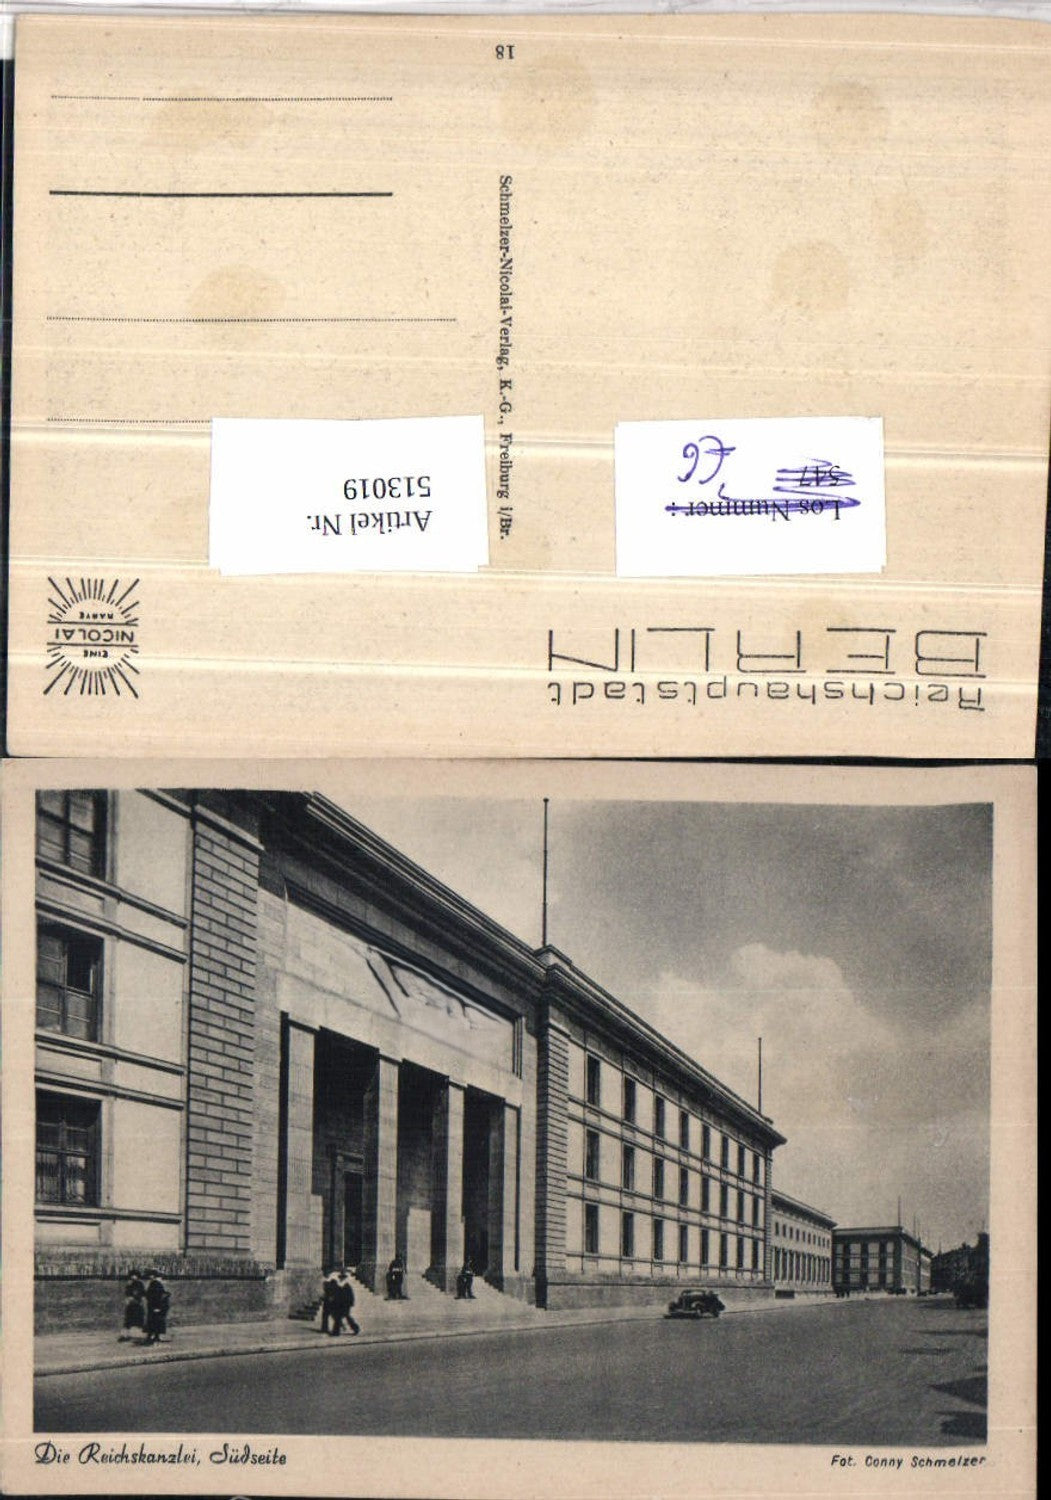 18
Schmelzer-Nicolai-Verlag, K.-G., Freiburg i/Br.
Artikel Nr.
513019
Los Nummer :
547
F6
Reichshauptstadt
BERLIN
EINE
NICOLAI
KARTE
Die Reichskanzlei, Südseite
Fot. Conny Schmelzer